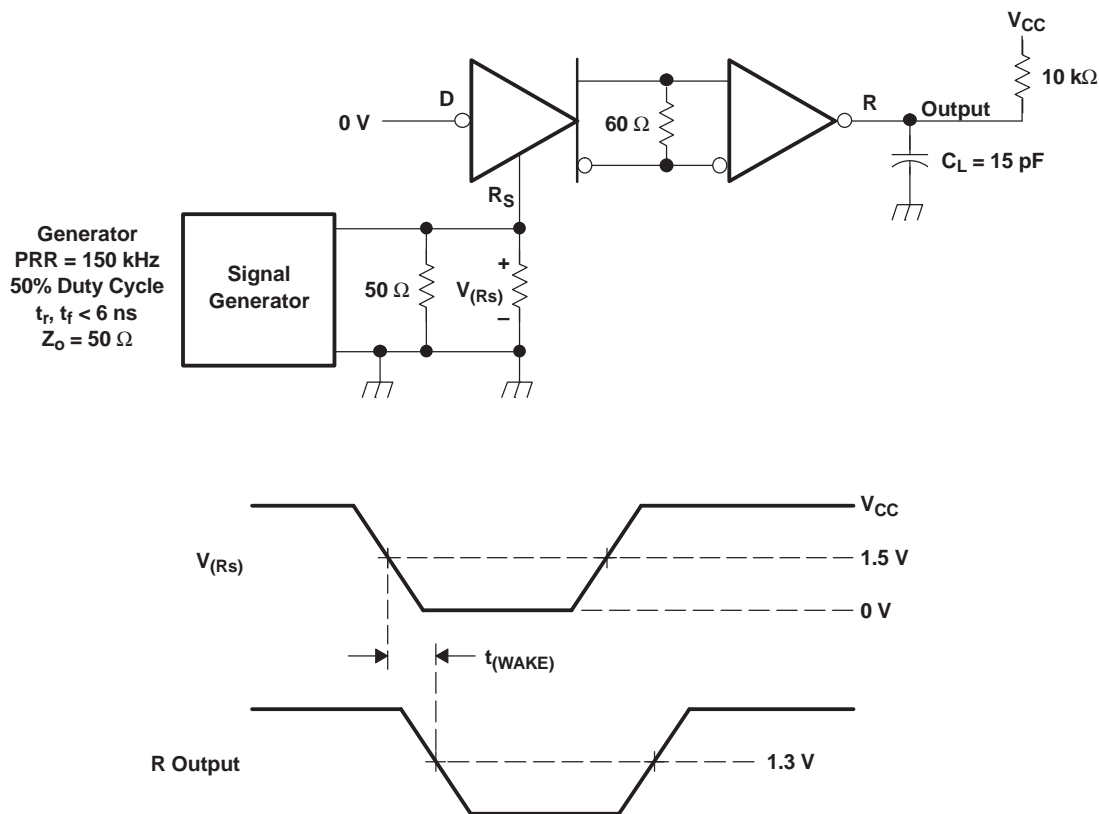 V_CC
10 kΩ
D
R
Output
0 V
60 Ω
C_L = 15 pF
R_S
Generator
PRR = 150 kHz
50% Duty Cycle
t_r, t_f < 6 ns
Z_o = 50 Ω
Signal
Generator
50 Ω
+
V_(Rs)
–
V_CC
V_(Rs)
1.5 V
0 V
t_(WAKE)
R Output
1.3 V